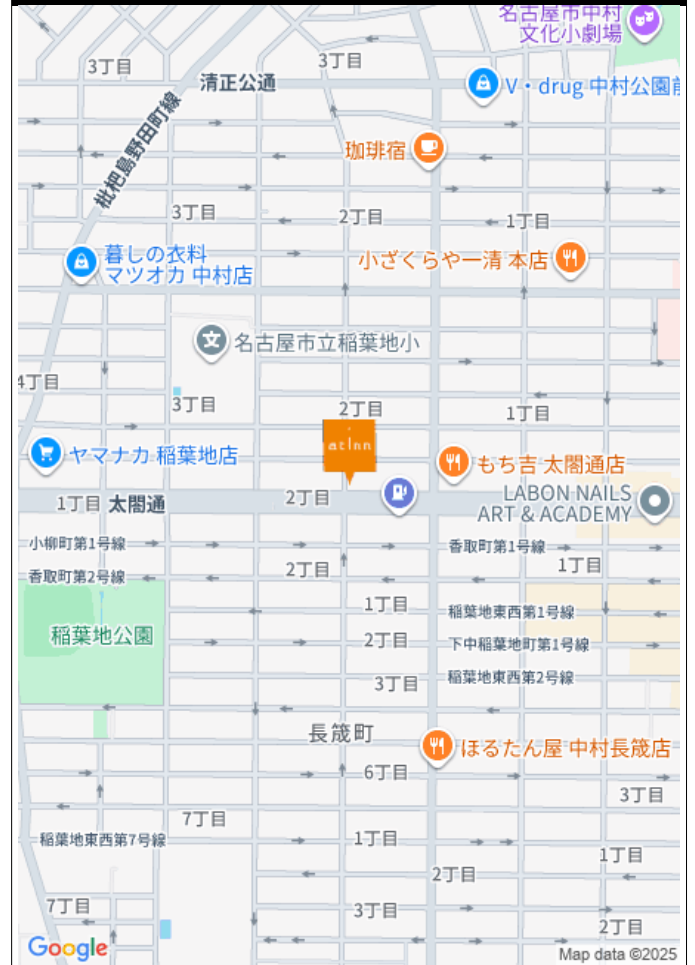 名古屋市中村
文化小劇場
3丁目
3丁目
清正公通
V・drug 中村公園前
枇杷島野田町線
珈琲宿
3丁目
2丁目
1丁目
暮しの衣料
マツオカ 中村店
小ざくらや一清 本店
名古屋市立稲葉地小
4丁目
3丁目
2丁目
1丁目
atinn
ヤマナカ 稲葉地店
もち吉 太閤通店
1丁目 太閤通
2丁目
LABON NAILS
ART & ACADEMY
小柳町第1号線
香取町第1号線
香取町第2号線
2丁目
1丁目
1丁目
稲葉地東西第1号線
稲葉地公園
2丁目
下中稲葉地町第1号線
3丁目
稲葉地東西第2号線
長筬町
ほるたん屋 中村長筬店
6丁目
3丁目
7丁目
稲葉地東西第7号線
1丁目
1丁目
2丁目
7丁目
3丁目
2丁目
Google
Map data ©2025